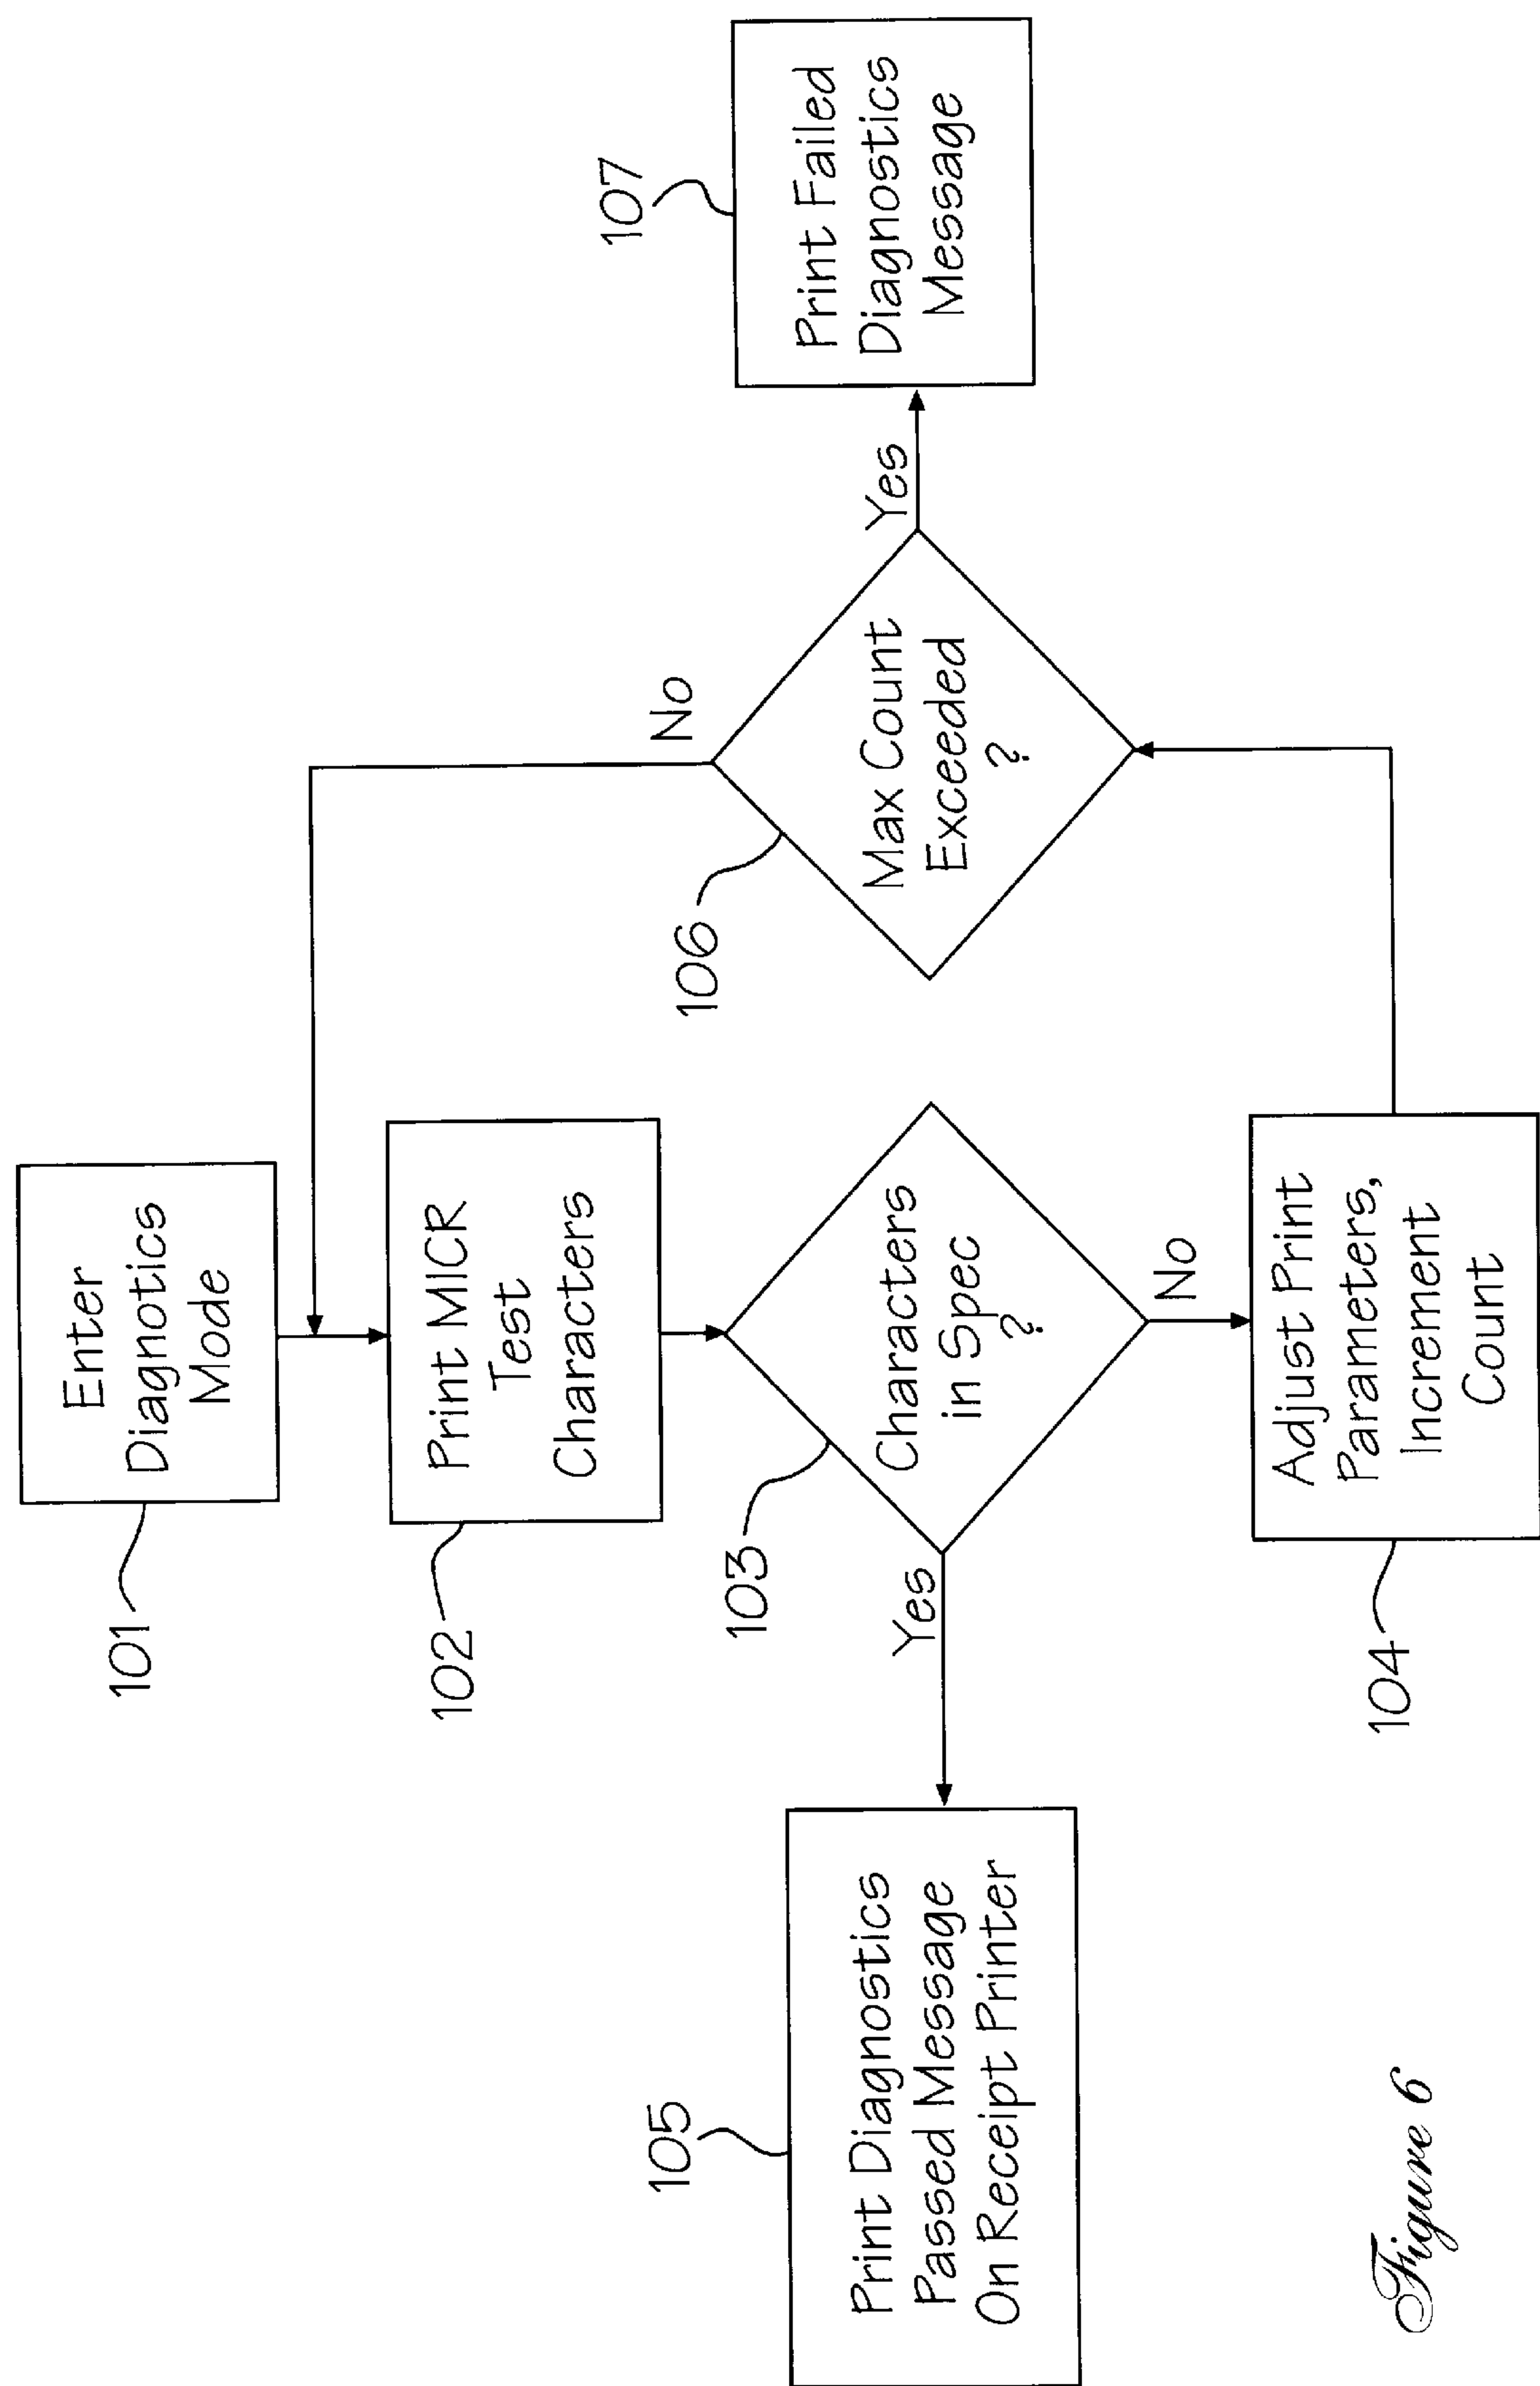 101
Enter
Diagnotics
Mode
102
Print MICR
Test
Characters
103
Characters
in Spec
?
Yes
No
105
Print Diagnostics
Passed Message
On Receipt Printer
104
Adjust Print
Parameters,
Increment
Count
106
Max Count
Exceeded
?
No
Yes
107
Print Failed
Diagnostics
Message
Figure 6